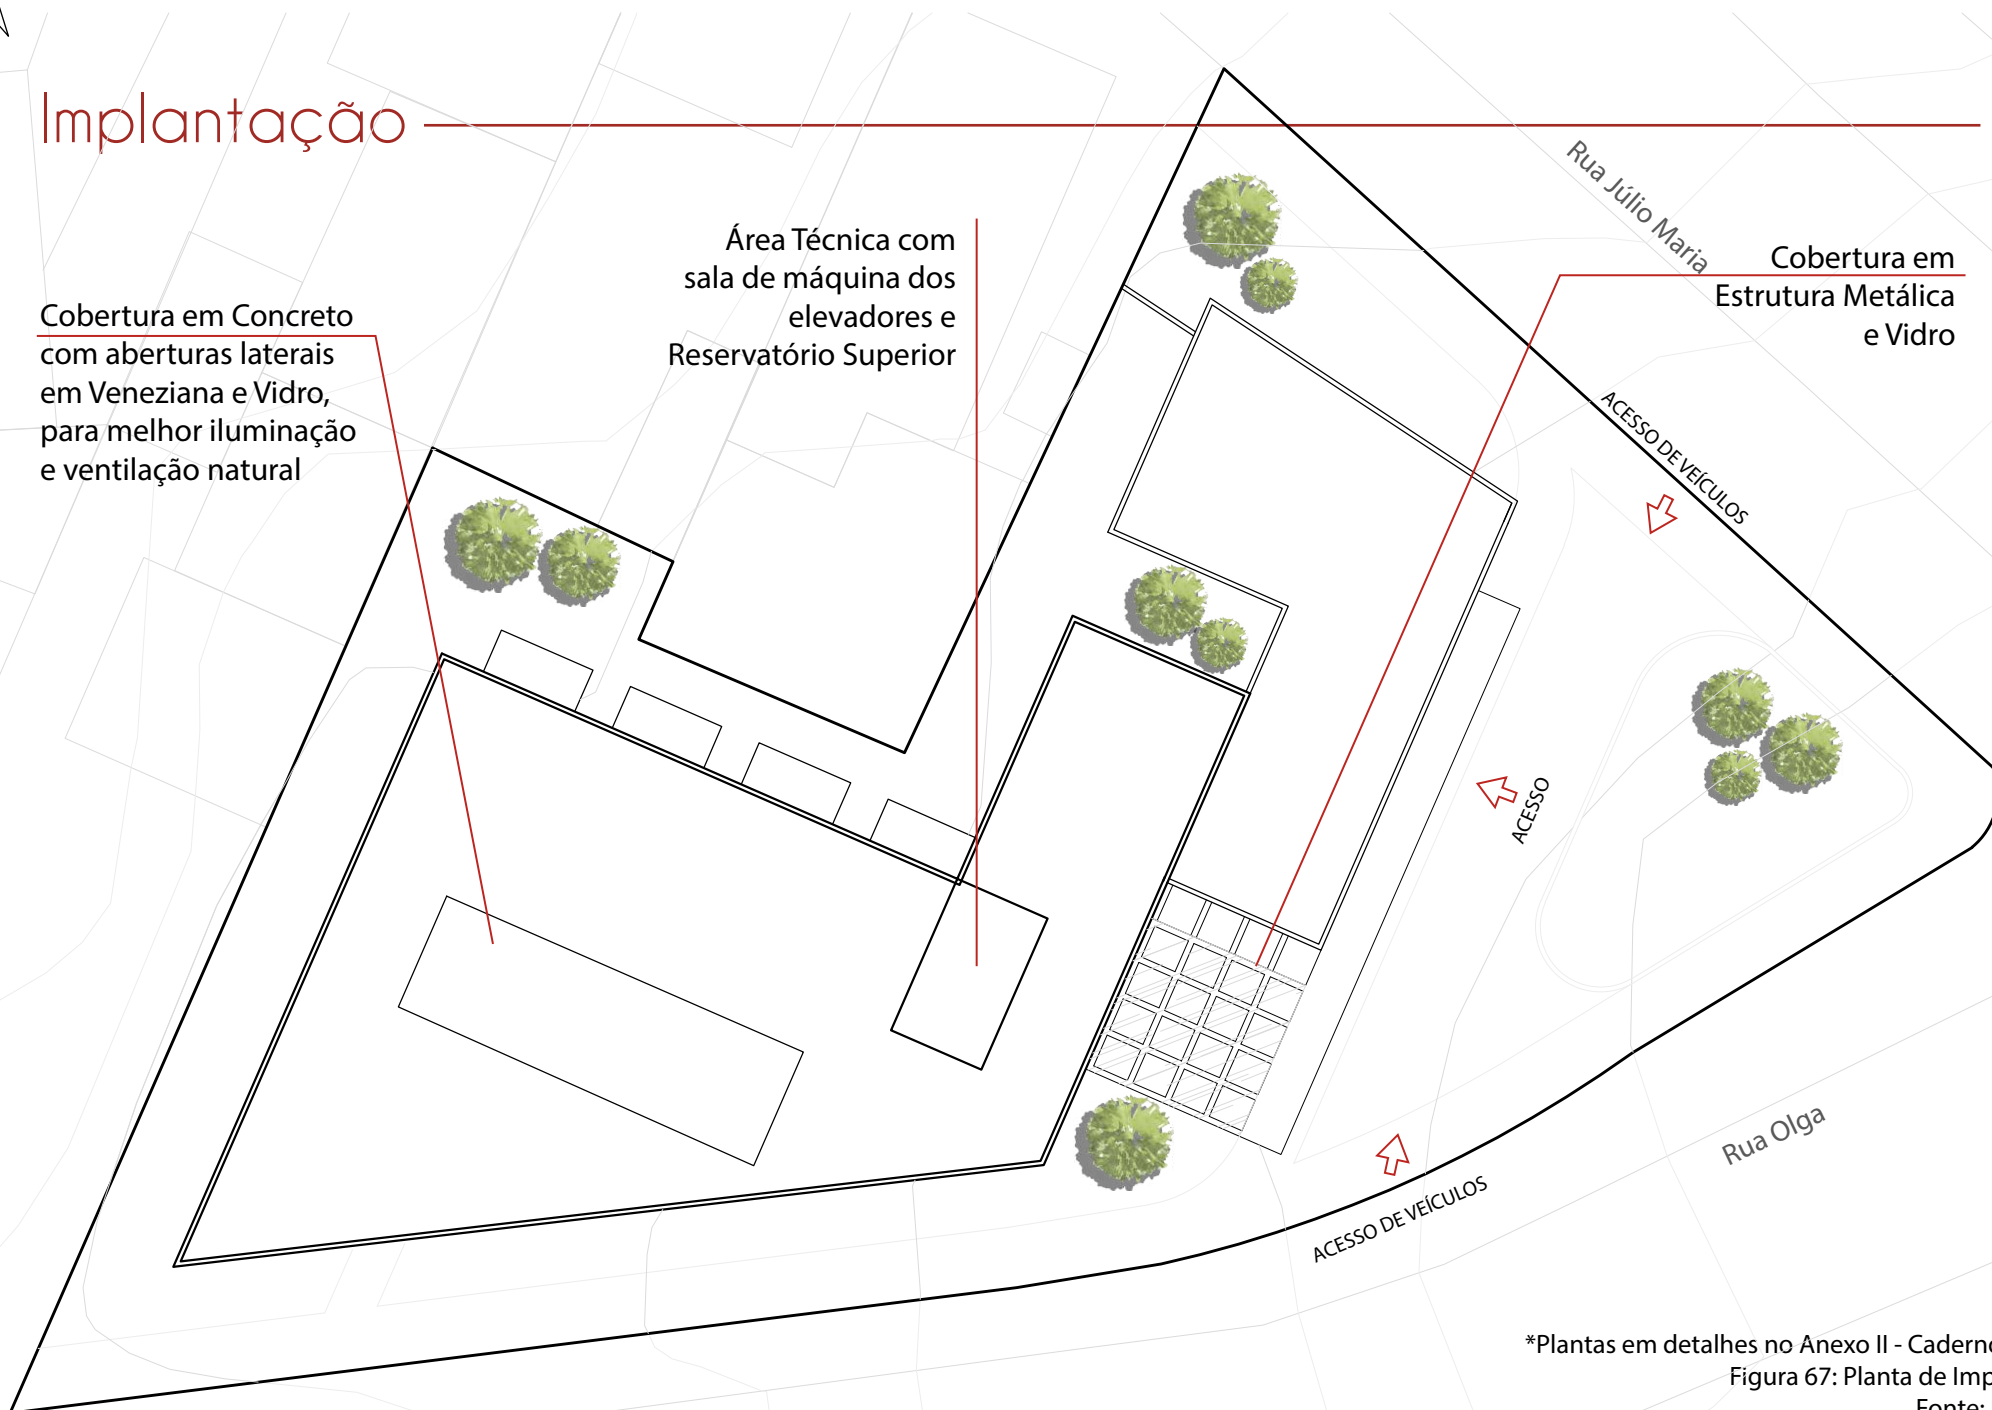 Implantação
Cobertura em Concreto
com aberturas laterais
em Veneziana e Vidro,
para melhor iluminação
e ventilação natural
Área Técnica com
sala de máquina dos
elevadores e
Reservatório Superior
Rua Júlio Maria
Cobertura em
Estrutura Metálica
e Vidro
ACESSO DE VEÍCULOS
ACESSO
ACESSO DE VEÍCULOS
Rua Olga
*Plantas em detalhes no Anexo II - Caderno
Figura 67: Planta de Imp
Fonte: